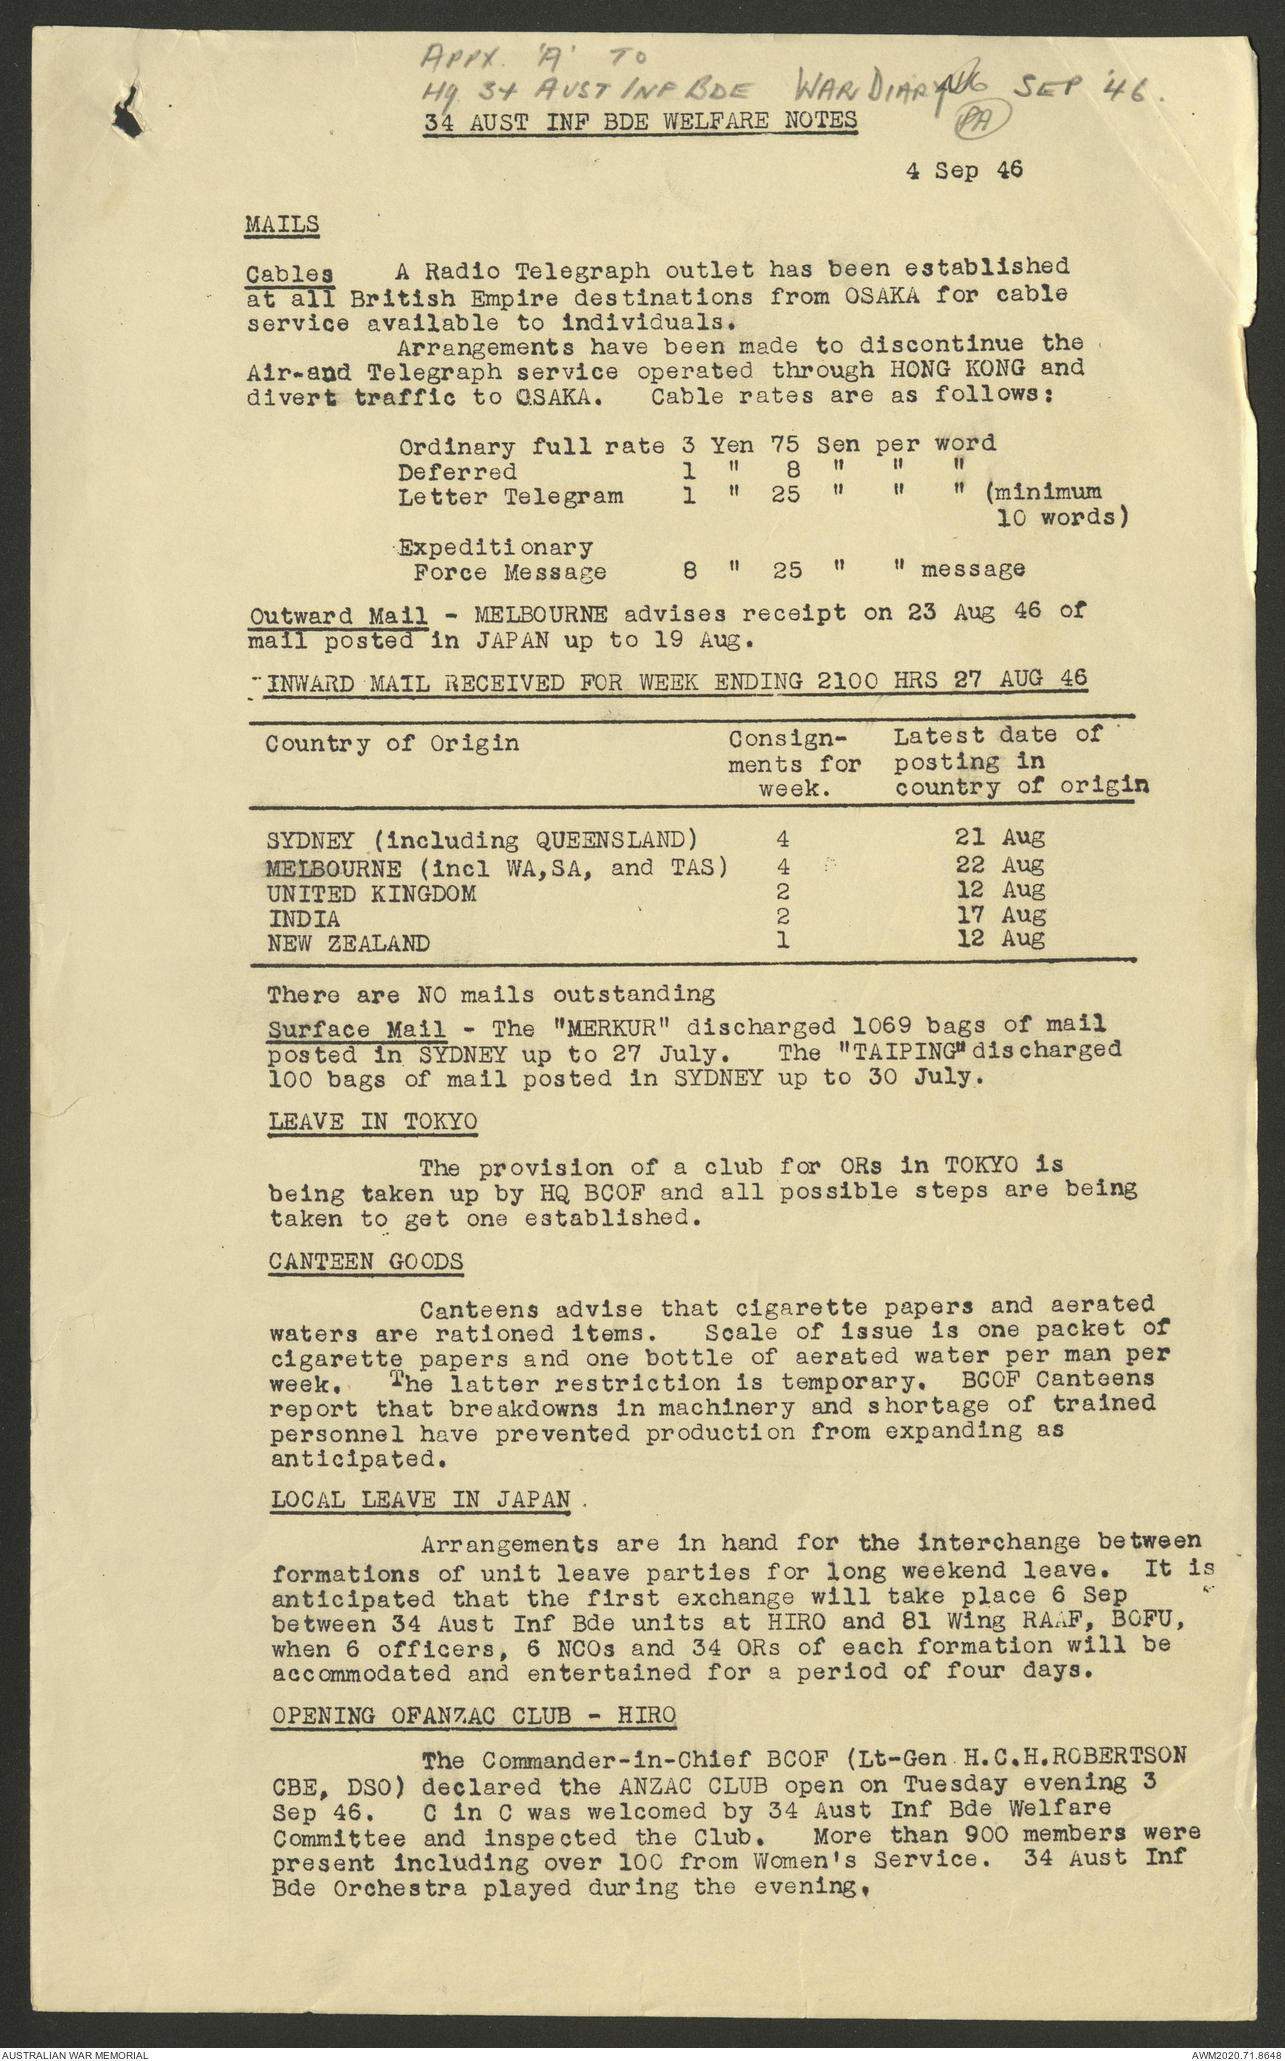 APPX. 'A' TO
HQ 34 AUST INF BDE WAR DIARY SEP '46.
PA
34 AUST INF BDE WELFARE NOTES
4 Sep 46
MAILS
Cables A Radio Telegraph outlet has been established
at all British Empire destinations from OSAKA for cable
service available to individuals.
Arrangements have been made to discontinue the
Air-and Telegraph service operated through HONG KONG and
divert traffic to OSAKA. Cable rates are as follows:
Ordinary full rate 3 Yen 75 Sen per word
Deferred 1 " 8 " " "
Letter Telegram 1 " 25 " " " (minimum
10 words)
Expeditionary
Force Message 8 " 25 " " message
Outward Mail - MELBOURNE advises receipt on 23 Aug 46 of
mail posted in JAPAN up to 19 Aug.
INWARD MAIL RECEIVED FOR WEEK ENDING 2100 HRS 27 AUG 46
Country of Origin Consign- Latest date of
ments for posting in
week. country of origin
SYDNEY (including QUEENSLAND) 4 21 Aug
MELBOURNE (incl WA,SA, and TAS) 4 22 Aug
UNITED KINGDOM 2 12 Aug
INDIA 2 17 Aug
NEW ZEALAND 1 12 Aug
There are NO mails outstanding
Surface Mail - The "MERKUR" discharged 1069 bags of mail
posted in SYDNEY up to 27 July. The "TAIPING" discharged
100 bags of mail posted in SYDNEY up to 30 July.
LEAVE IN TOKYO
The provision of a club for ORs in TOKYO is
being taken up by HQ BCOF and all possible steps are being
taken to get one established.
CANTEEN GOODS
Canteens advise that cigarette papers and aerated
waters are rationed items. Scale of issue is one packet of
cigarette papers and one bottle of aerated water per man per
week. The latter restriction is temporary. BCOF Canteens
report that breakdowns in machinery and shortage of trained
personnel have prevented production from expanding as
anticipated.
LOCAL LEAVE IN JAPAN .
Arrangements are in hand for the interchange between
formations of unit leave parties for long weekend leave. It is
anticipated that the first exchange will take place 6 Sep
between 34 Aust Inf Bde units at HIRO and 81 Wing RAAF, BOFU,
when 6 officers, 6 NCOs and 34 ORs of each formation will be
accommodated and entertained for a period of four days.
OPENING OFANZAC CLUB - HIRO
The Commander-in-Chief BCOF (Lt-Gen H.C.H.ROBERTSON
CBE, DSO) declared the ANZAC CLUB open on Tuesday evening 3
Sep 46. C in C was welcomed by 34 Aust Inf Bde Welfare
Committee and inspected the Club. More than 900 members were
present including over 100 from Women's Service. 34 Aust Inf
Bde Orchestra played during the evening.
AUSTRALIAN WAR MEMORIAL AWM2020.71.8648